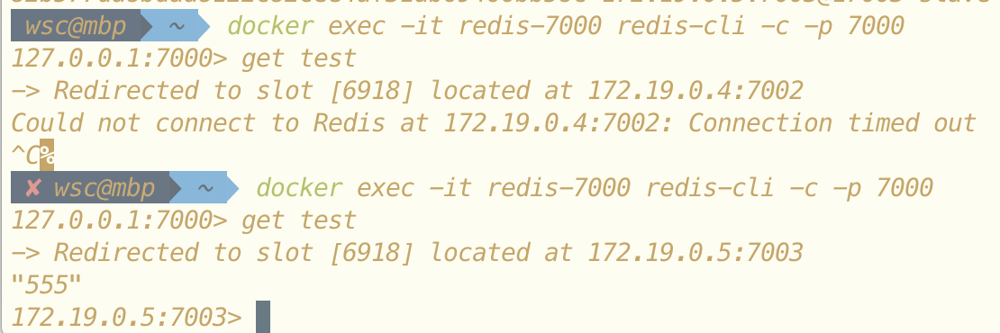 wsc@mbp ~ docker exec -it redis-7000 redis-cli -c -p 7000
127.0.0.1:7000> get test
-> Redirected to slot [6918] located at 172.19.0.4:7002
Could not connect to Redis at 172.19.0.4:7002: Connection timed out
^C%
✘ wsc@mbp ~ docker exec -it redis-7000 redis-cli -c -p 7000
127.0.0.1:7000> get test
-> Redirected to slot [6918] located at 172.19.0.5:7003
"555"
172.19.0.5:7003>